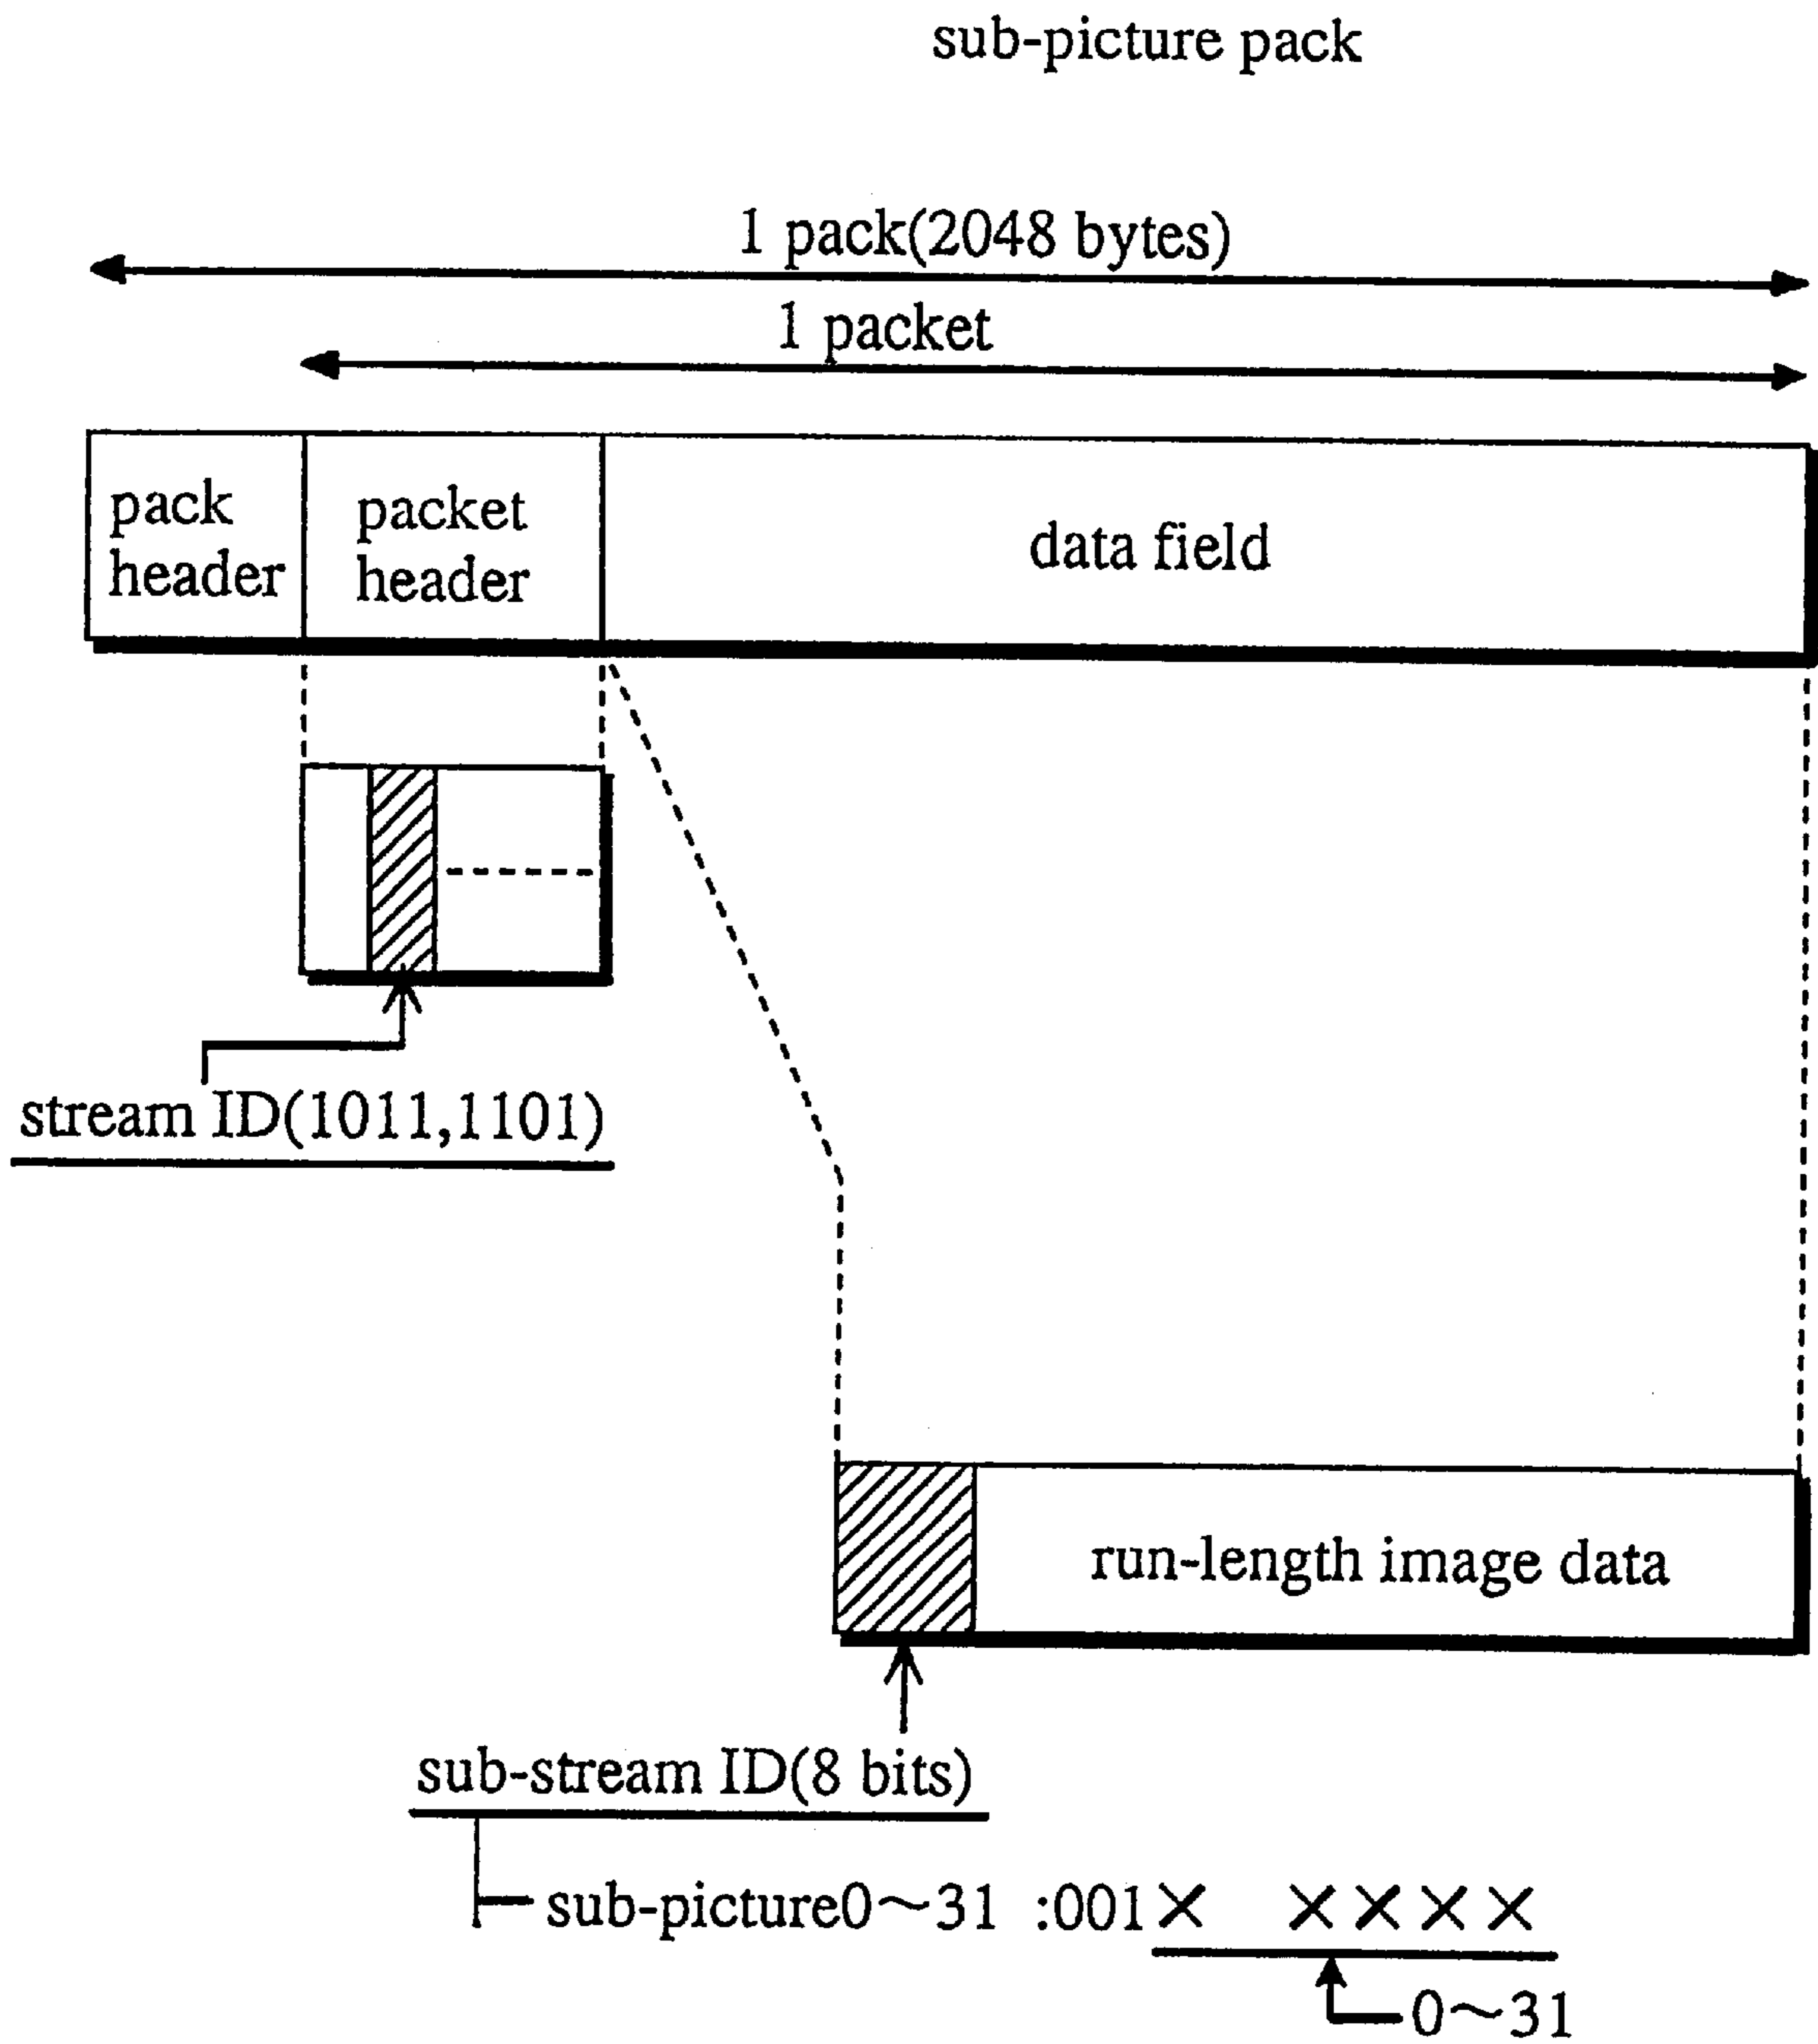 sub-picture pack
1 pack(2048 bytes)
1 packet
pack
header
packet
header
data field
stream ID(1011,1101)
run-length image data
sub-stream ID(8 bits)
sub-picture0～31 :001× ××××
0～31